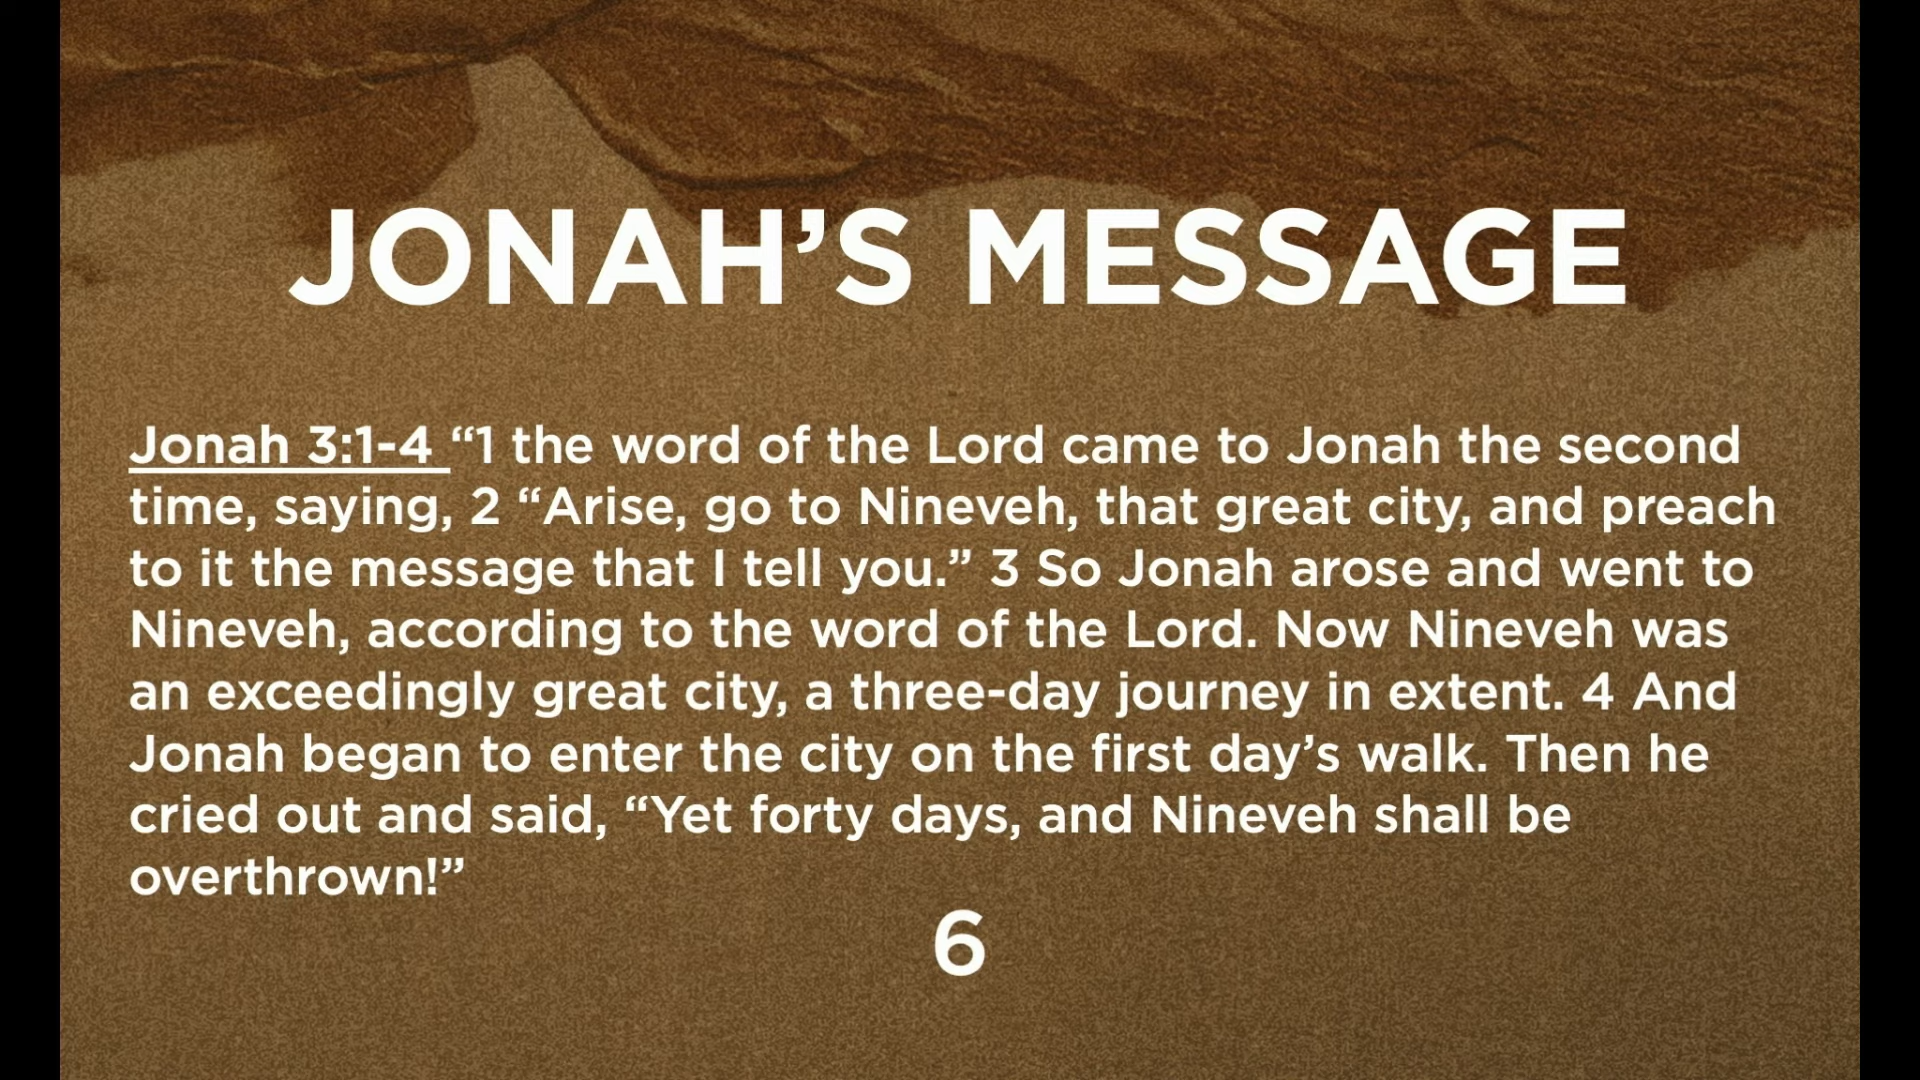 JONAH’S MESSAGE
Jonah 3:1-4 “1 the word of the Lord came to Jonah the second
time, saying, 2 “Arise, go to Nineveh, that great city, and preach
to it the message that I tell you.” 3 So Jonah arose and went to
Nineveh, according to the word of the Lord. Now Nineveh was
an exceedingly great city, a three-day journey in extent. 4 And
Jonah began to enter the city on the first day’s walk. Then he
cried out and said, “Yet forty days, and Nineveh shall be
overthrown!”
6